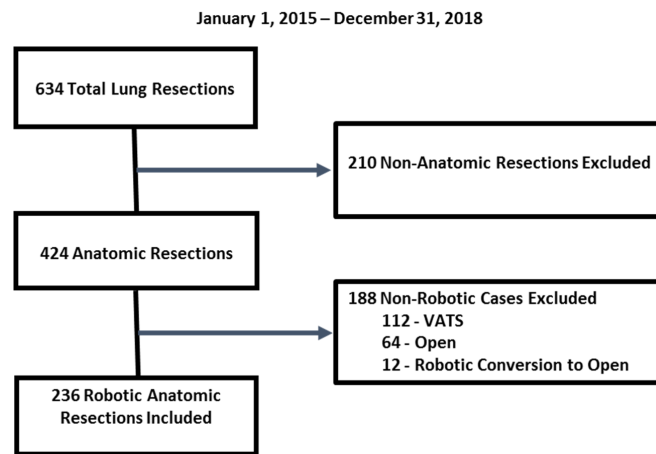 January 1, 2015 – December 31, 2018
634 Total Lung Resections
210 Non-Anatomic Resections Excluded
424 Anatomic Resections
188 Non-Robotic Cases Excluded
112 - VATS
64 - Open
12 - Robotic Conversion to Open
236 Robotic Anatomic
Resections Included